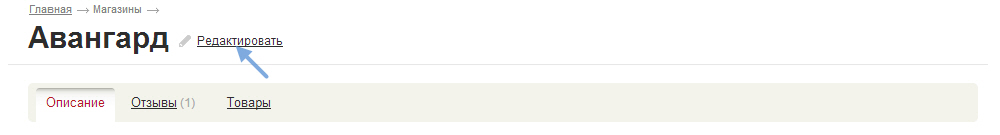 Главная → Магазины →
Авангард Редактировать
Описание Отзывы (1) Товары